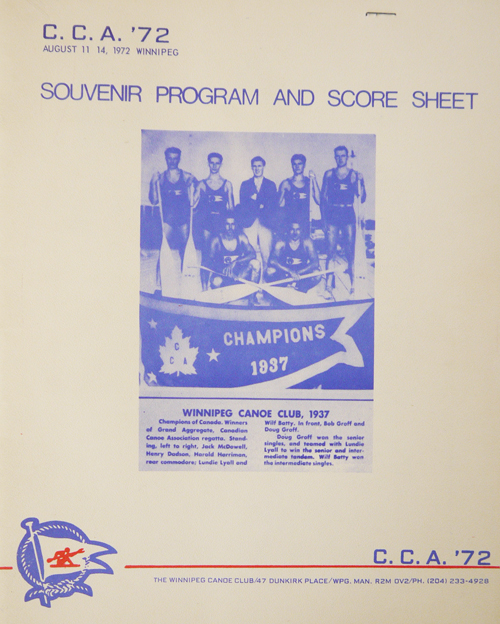 C. C. A. '72
AUGUST 11 14, 1972 WINNIPEG
SOUVENIR PROGRAM AND SCORE SHEET
CHAMPIONS
1937
C
C A
WINNIPEG CANOE CLUB, 1937
Champions of Canada. Winners
of Grand Aggregate, Canadian
Canoe Association regatta. Stand-
ing, left to right, Jack McDowell,
Henry Dodson, Harold Harriman,
rear commodore; Lundie Lyall and
Wilf Batty. In front, Bob Graff and
Doug Graff.
Doug Graff won the senior
singles, and teamed with Lundie
Lyall to win the senior and inter-
mediate tandem. Wilf Batty won
the intermediate singles.
C. C. A. '72
THE WINNIPEG CANOE CLUB/47 DUNKIRK PLACE/WPG. MAN. R2M 0V2/PH. (204) 233-4928